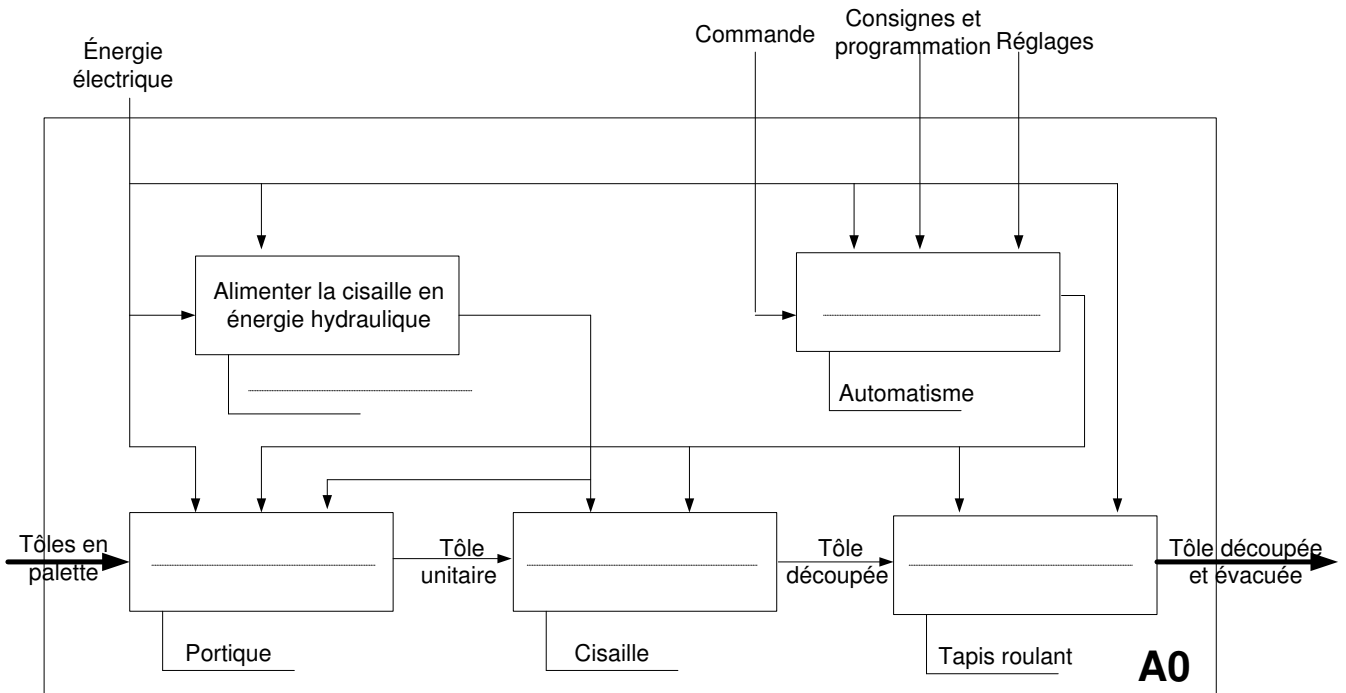 Énergie
électrique
Commande
Consignes et
programmation
Réglages
Alimenter la cisaille en
énergie hydraulique
Automatisme
Tôles en
palette
Tôle
unitaire
Tôle
découpée
Tôle découpée
et évacuée
Portique
Cisaille
Tapis roulant
A0